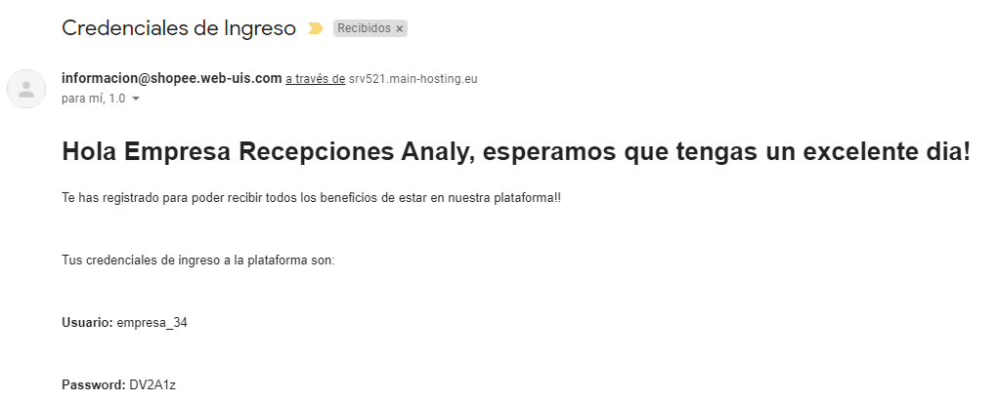 Credenciales de Ingreso Recibidos ×
informacion@shopee.web-uis.com a través de srv521.main-hosting.eu
para mí, 1.0
Hola Empresa Recepciones Analy, esperamos que tengas un excelente dia!
Te has registrado para poder recibir todos los beneficios de estar en nuestra plataforma!!
Tus credenciales de ingreso a la plataforma son:
Usuario: empresa_34
Password: DV2A1z